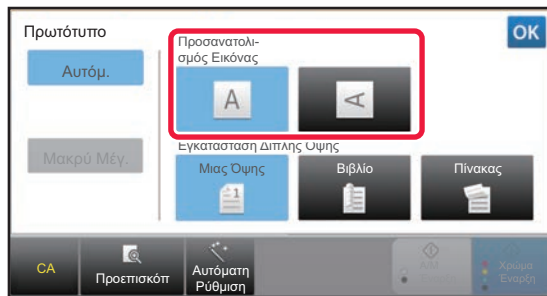 Πρωτότυπο
OK
Προσανατολι-
σμός Εικόνας
Αυτόμ.
A
A
Εγκατάσταση Διπλής Όψης
Μακρύ Μέγ.
Μιας Όψης
Βιβλίο
Πίνακας
1
CA
Προεπισκόπ
Αυτόματη
Ρύθμιση
Χρώμα
Έναρξη